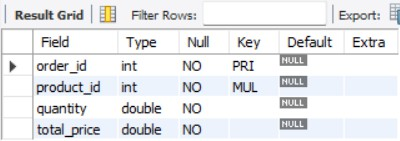 Result Grid Filter Rows: Export:
Field Type Null Key Default Extra
order_id int NO PRI NULL
product_id int NO MUL NULL
quantity double NO NULL
total_price double NO NULL